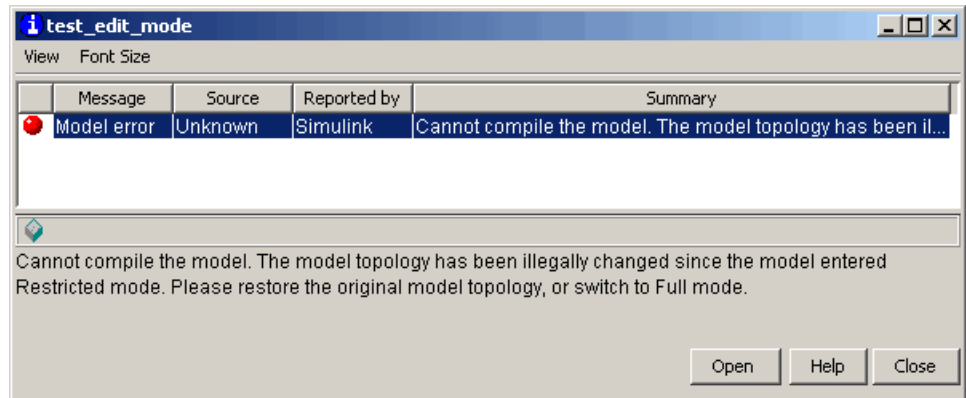 test_edit_mode
View Font Size
Message Source Reported by Summary
Model error Unknown Simulink Cannot compile the model. The model topology has been il...
Cannot compile the model. The model topology has been illegally changed since the model entered
Restricted mode. Please restore the original model topology, or switch to Full mode.
Open Help Close